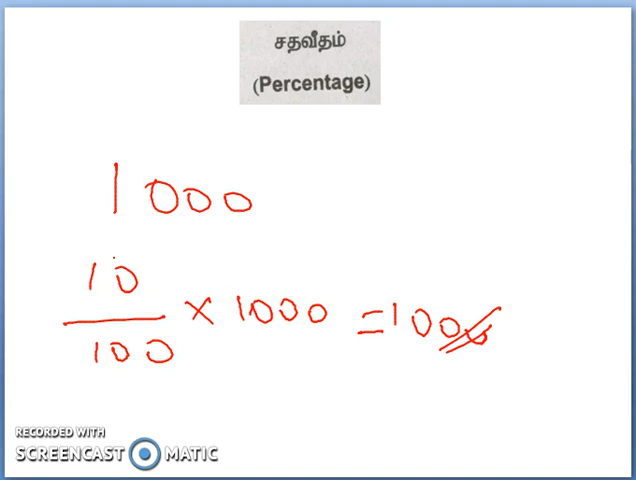 சதவீதம்
(Percentage)
1000
10
100
× 1000 = 100
RECORDED WITH
SCREENCAST MATIC